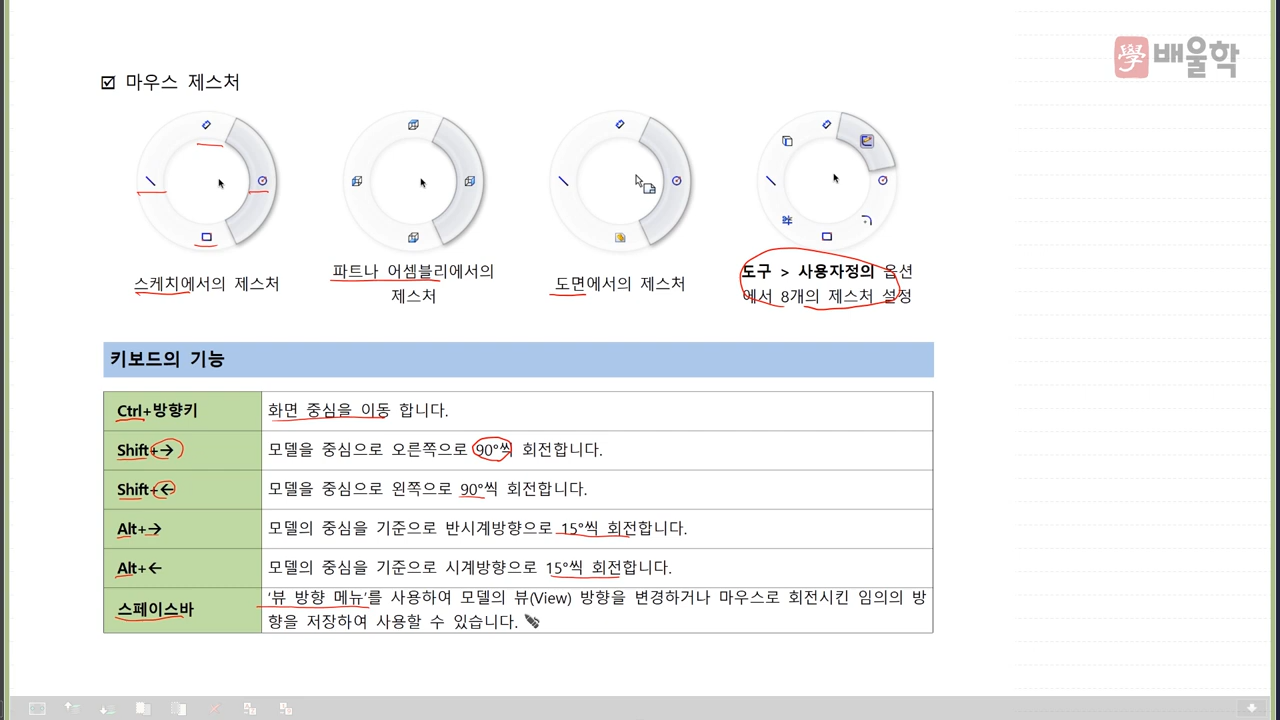 學 배울학
☑ 마우스 제스처
스케치에서의 제스처
파트나 어셈블리에서의
제스처
도면에서의 제스처
도구 > 사용자정의 옵션
에서 8개의 제스처 설정
키보드의 기능
Ctrl+방향키 화면 중심을 이동 합니다.
Shift+→ 모델을 중심으로 오른쪽으로 90°씩 회전합니다.
Shift+← 모델을 중심으로 왼쪽으로 90°씩 회전합니다.
Alt+→ 모델의 중심을 기준으로 반시계방향으로 15°씩 회전합니다.
Alt+← 모델의 중심을 기준으로 시계방향으로 15°씩 회전합니다.
스페이스바 '뷰 방향 메뉴'를 사용하여 모델의 뷰(View) 방향을 변경하거나 마우스로 회전시킨 임의의 방
향을 저장하여 사용할 수 있습니다.